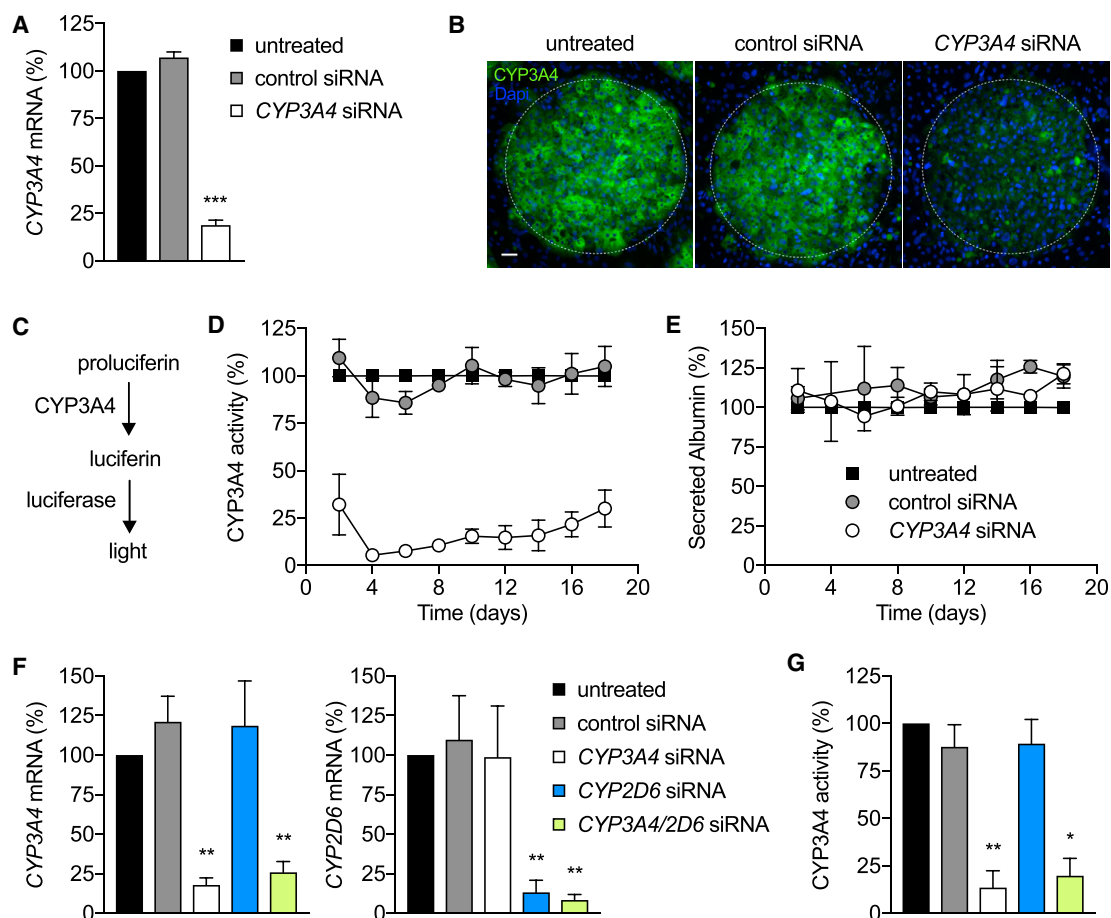 A
125
100
75
50
25
0
CYP3A4 mRNA (%)
***
untreated
control siRNA
CYP3A4 siRNA
B
untreated
control siRNA
CYP3A4 siRNA
CYP3A4
Dapi
C
proluciferin
CYP3A4
luciferin
luciferase
light
D
125
100
75
50
25
0
CYP3A4 activity (%)
0
4
8
12
16
20
Time (days)
E
150
125
100
75
50
25
0
Secreted Albumin (%)
untreated
control siRNA
CYP3A4 siRNA
0
4
8
12
16
20
Time (days)
F
150
125
100
75
50
25
0
CYP3A4 mRNA (%)
**
**
150
125
100
75
50
25
0
CYP2D6 mRNA (%)
**
**
untreated
control siRNA
CYP3A4 siRNA
CYP2D6 siRNA
CYP3A4/2D6 siRNA
G
125
100
75
50
25
0
CYP3A4 activity (%)
**
*